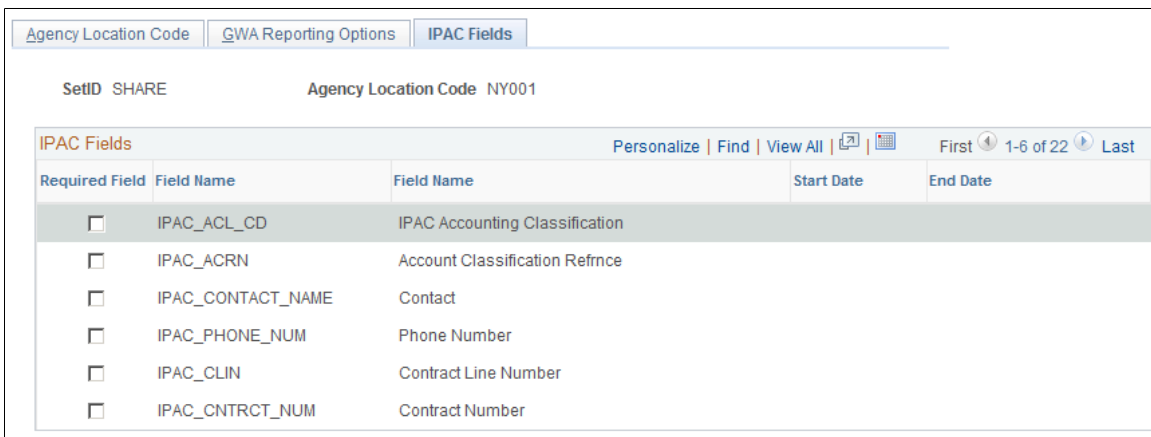 Agency Location Code GWA Reporting Options IPAC Fields
SetID SHARE Agency Location Code NY001
IPAC Fields Personalize | Find | View All | | First 1-6 of 22 Last
Required Field Field Name Field Name Start Date End Date
IPAC_ACL_CD IPAC Accounting Classification
IPAC_ACRN Account Classification Refrnce
IPAC_CONTACT_NAME Contact
IPAC_PHONE_NUM Phone Number
IPAC_CLIN Contract Line Number
IPAC_CNTRCT_NUM Contract Number